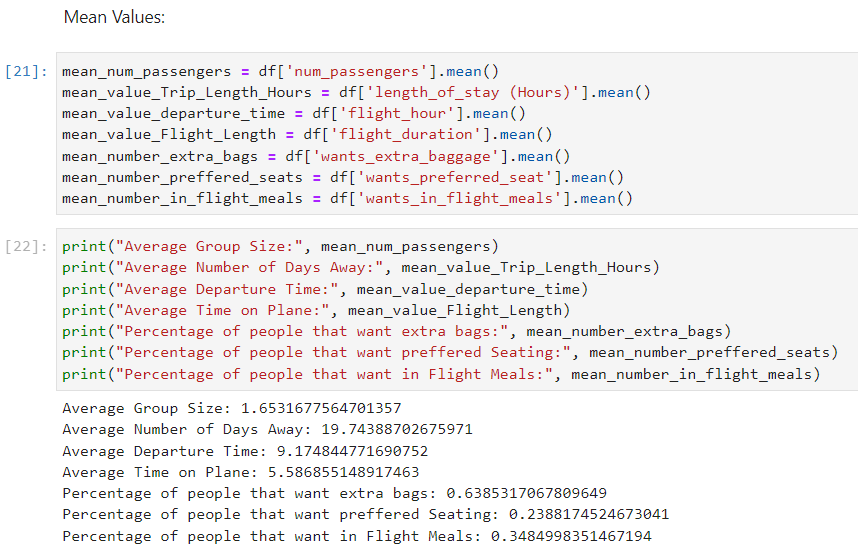 Mean Values:
[21]: mean_num_passengers = df['num_passengers'].mean()
mean_value_Trip_Length_Hours = df['length_of_stay (Hours)'].mean()
mean_value_departure_time = df['flight_hour'].mean()
mean_value_Flight_Length = df['flight_duration'].mean()
mean_number_extra_bags = df['wants_extra_baggage'].mean()
mean_number_preffered_seats = df['wants_preferred_seat'].mean()
mean_number_in_flight_meals = df['wants_in_flight_meals'].mean()
[22]: print("Average Group Size:", mean_num_passengers)
print("Average Number of Days Away:", mean_value_Trip_Length_Hours)
print("Average Departure Time:", mean_value_departure_time)
print("Average Time on Plane:", mean_value_Flight_Length)
print("Percentage of people that want extra bags:", mean_number_extra_bags)
print("Percentage of people that want preffered Seating:", mean_number_preffered_seats)
print("Percentage of people that want in Flight Meals:", mean_number_in_flight_meals)
Average Group Size: 1.6531677564701357
Average Number of Days Away: 19.74388702675971
Average Departure Time: 9.174844771690752
Average Time on Plane: 5.586855148917463
Percentage of people that want extra bags: 0.6385317067809649
Percentage of people that want preffered Seating: 0.2388174524673041
Percentage of people that want in Flight Meals: 0.3484998351467194